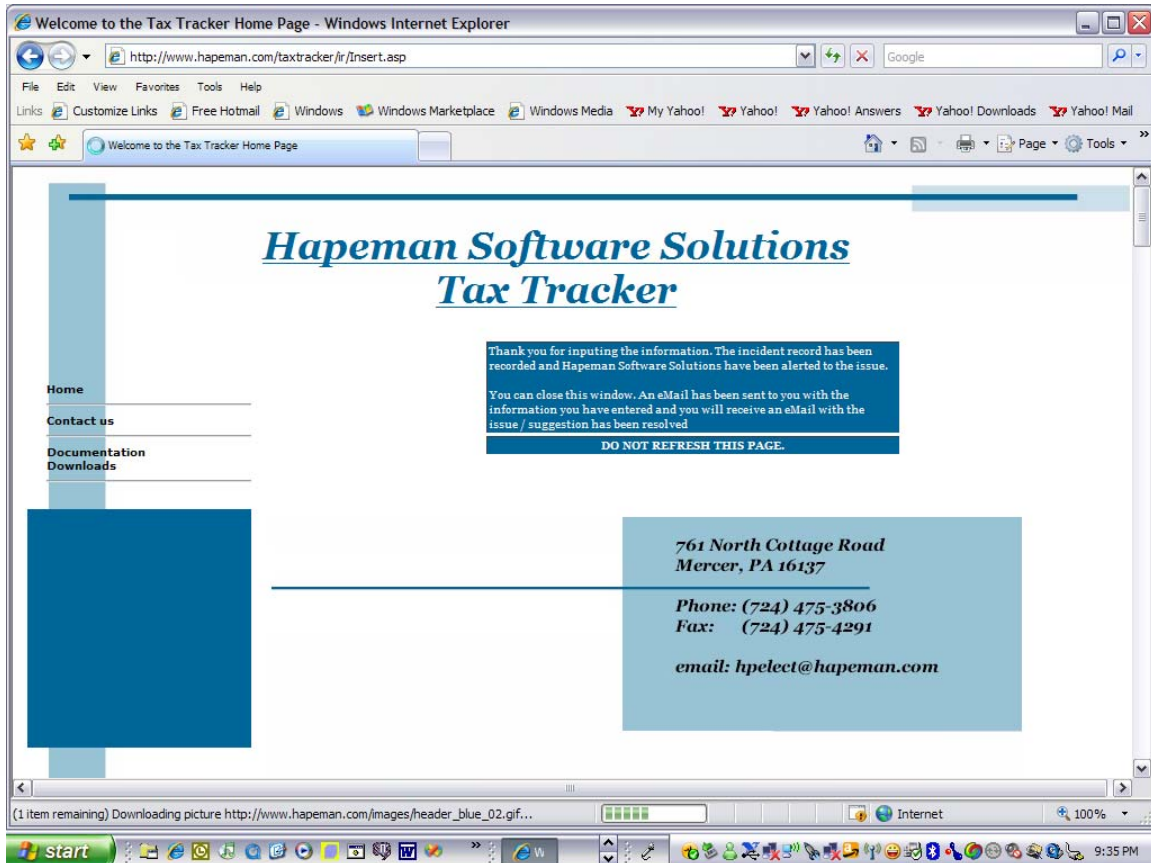 Welcome to the Tax Tracker Home Page - Windows Internet Explorer
http://www.hapeman.com/taxtracker/ir/Insert.asp
Google
File Edit View Favorites Tools Help
Links Customize Links Free Hotmail Windows Windows Marketplace Windows Media My Yahoo! Yahoo! Yahoo! Answers Yahoo! Downloads Yahoo! Mail
Welcome to the Tax Tracker Home Page
Page Tools
Hapeman Software Solutions
Tax Tracker
Thank you for inputing the information. The incident record has been
recorded and Hapeman Software Solutions have been alerted to the issue.
You can close this window. An eMail has been sent to you with the
information you have entered and you will receive an eMail with the
issue / suggestion has been resolved
DO NOT REFRESH THIS PAGE.
Home
Contact us
Documentation
Downloads
761 North Cottage Road
Mercer, PA 16137
Phone: (724) 475-3806
Fax: (724) 475-4291
email: hpelect@hapeman.com
(1 item remaining) Downloading picture http://www.hapeman.com/images/header_blue_02.gif...
Internet
100%
start
W
9:35 PM